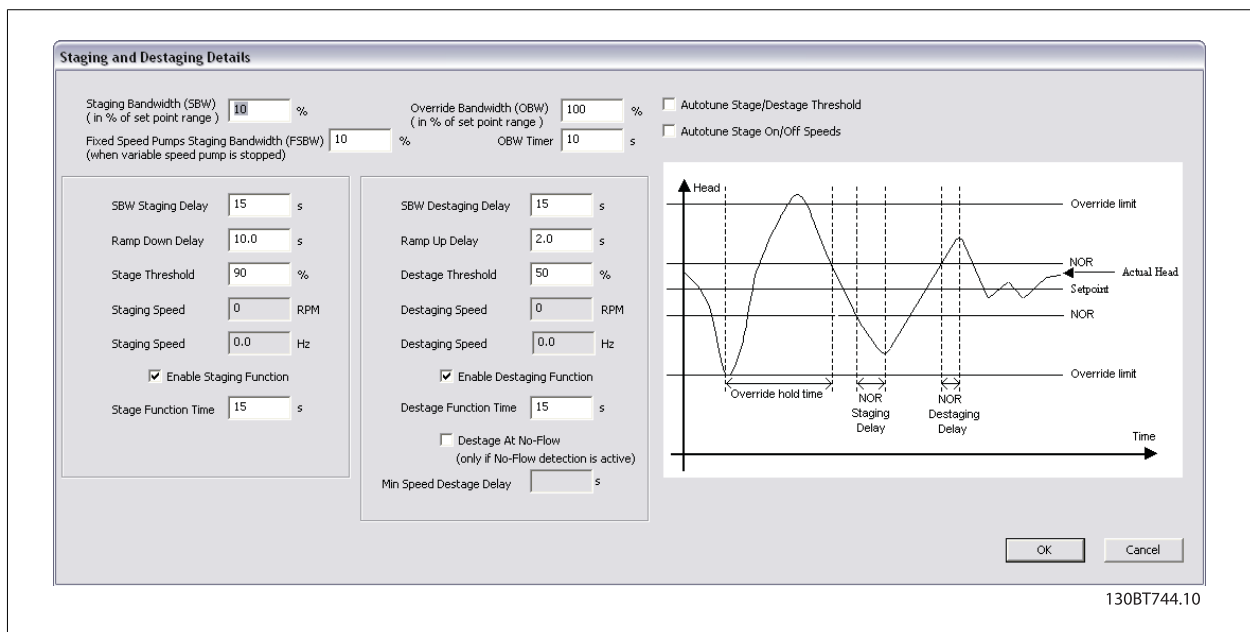 Staging and Destaging Details
Staging Bandwidth (SBW)
( in % of set point range )
10 %
Override Bandwidth (OBW)
( in % of set point range )
100 %
Autotune Stage/Destage Threshold
Fixed Speed Pumps Staging Bandwidth (FSBW)
(when variable speed pump is stopped)
10 %
OBW Timer 10 s
Autotune Stage On/Off Speeds
SBW Staging Delay 15 s
Ramp Down Delay 10.0 s
Stage Threshold 90 %
Staging Speed 0 RPM
Staging Speed 0.0 Hz
Enable Staging Function
Stage Function Time 15 s
SBW Destaging Delay 15 s
Ramp Up Delay 2.0 s
Destage Threshold 50 %
Destaging Speed 0 RPM
Destaging Speed 0.0 Hz
Enable Destaging Function
Destage Function Time 15 s
Destage At No-Flow
(only if No-Flow detection is active)
Min Speed Destage Delay s
Head
Override limit
NOR
Actual Head
Setpoint
NOR
Override limit
Override hold time
NOR
Staging
Delay
NOR
Destaging
Delay
Time
OK Cancel
130BT744.10